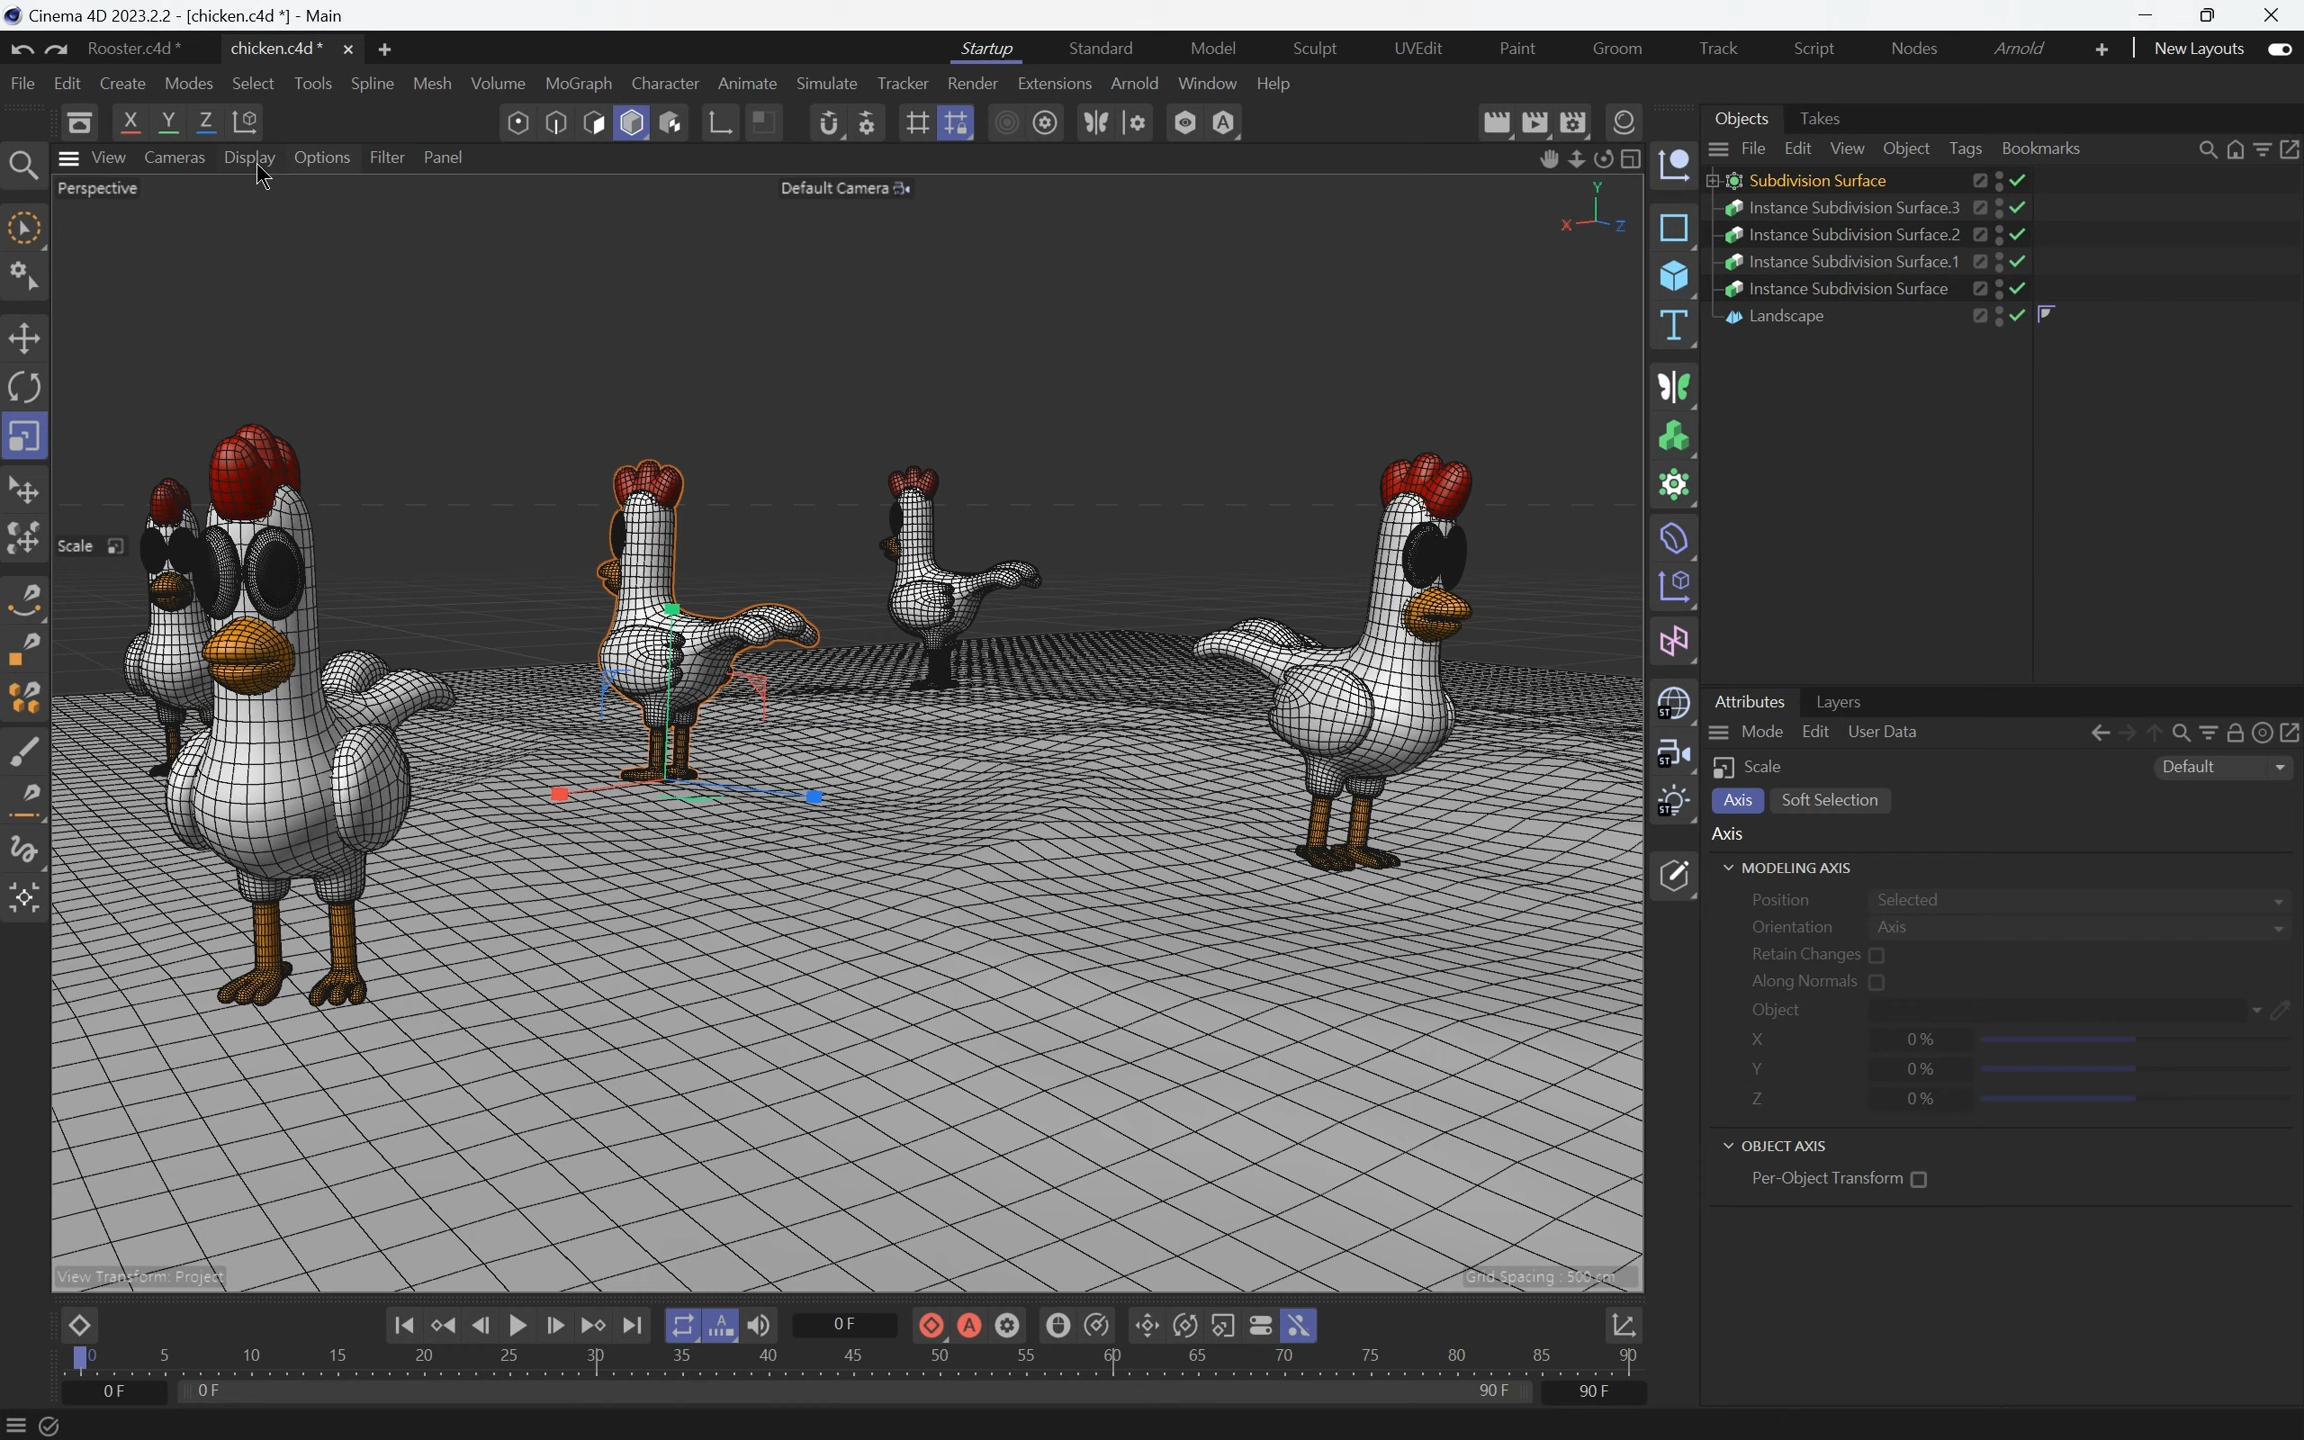 Cinema 4D 2023.2.2 - [chicken.c4d *] - Main
Rooster.c4d *
chicken.c4d *
Startup
Standard
Model
Sculpt
UVEdit
Paint
Groom
Track
Script
Nodes
Arnold
New Layouts
File Edit Create Modes Select Tools Spline Mesh Volume MoGraph Character Animate Simulate Tracker Render Extensions Arnold Window Help
X Y Z
View Cameras Display Options Filter Panel
Perspective
Default Camera
Y
X
Z
Scale
View Transform: Project
Grid Spacing : 500 cm
ST
ST
ST
Objects Takes
File Edit View Object Tags Bookmarks
Subdivision Surface
Instance Subdivision Surface.3
Instance Subdivision Surface.2
Instance Subdivision Surface.1
Instance Subdivision Surface
Landscape
Attributes Layers
Mode Edit User Data
Scale
Default
Axis Soft Selection
Axis
MODELING AXIS
Position Selected
Orientation Axis
Retain Changes
Along Normals
Object
X 0 %
Y 0 %
Z 0 %
OBJECT AXIS
Per-Object Transform
A
0 F
A
0 5 10 15 20 25 30 35 40 45 50 55 60 65 70 75 80 85 90
0 F
0 F
90 F
90 F